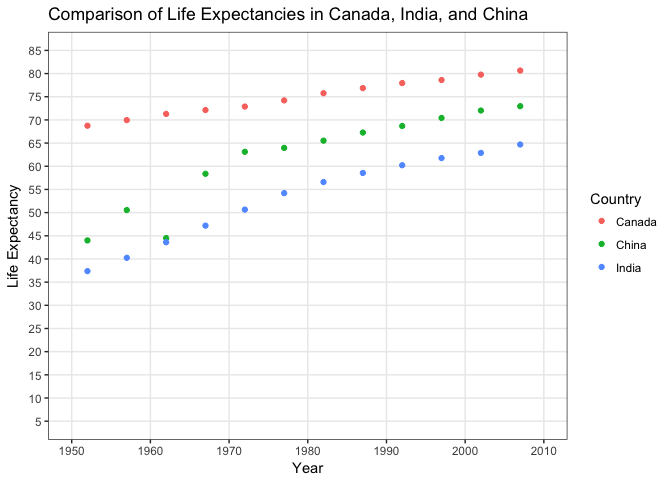 Comparison of Life Expectancies in Canada, India, and China
85
80
75
70
65
60
55
50
45
40
35
30
25
20
15
10
5
Life Expectancy
1950 1960 1970 1980 1990 2000 2010
Year
Country
Canada
China
India